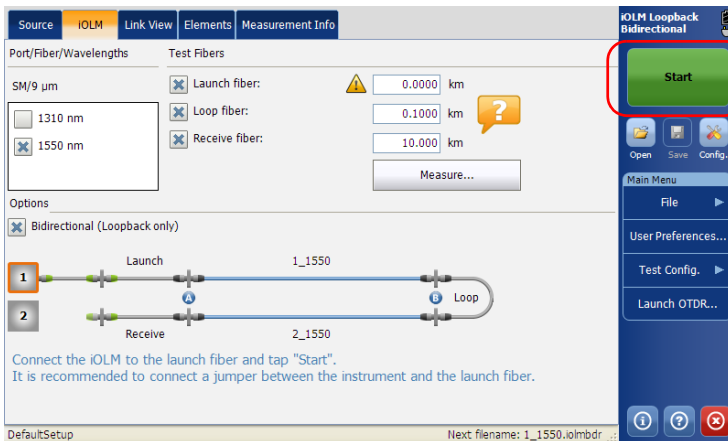 Source iOLM Link View Elements Measurement Info
iOLM Loopback
Bidirectional
Port/Fiber/Wavelengths Test Fibers
SM/9 µm
1310 nm
1550 nm
Launch fiber: 0.0000 km
Loop fiber: 0.1000 km
Receive fiber: 10.000 km
?
Measure...
Options
Bidirectional (Loopback only)
Launch 1_1550
1
A B Loop
2
Receive 2_1550
Connect the iOLM to the launch fiber and tap "Start".
It is recommended to connect a jumper between the instrument and the launch fiber.
DefaultSetup Next filename: 1_1550.iolmbdr
Start
Open Save Config.
Main Menu
File
User Preferences...
Test Config.
Launch OTDR...
i ?